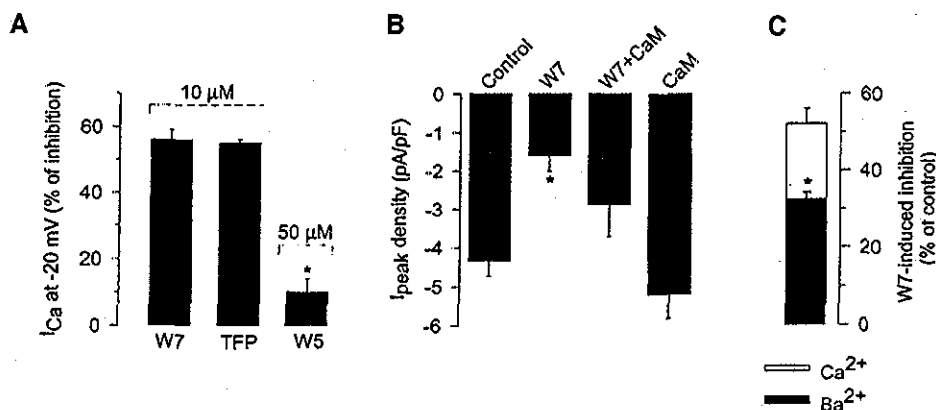 A
I_Ca at -20 mV (% of inhibition)
60
40
20
0
10 μM
50 μM
*
W7 TFP W5
B
Control W7 W7+CaM CaM
I_peak density (pA/pF)
0
-1
-2
-3
-4
-5
-6
*
C
*
60
40
20
0
W7-induced inhibition
(% of control)
Ca²⁺
Ba²⁺